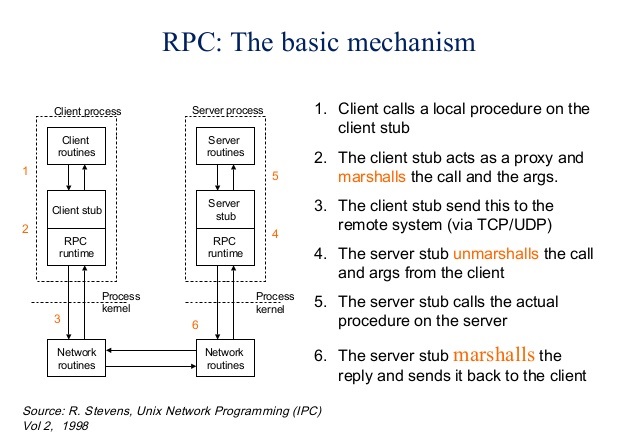 RPC: The basic mechanism
Client process
Server process
Client
routines
Server
routines
1
5
Client stub
Server
stub
2
4
RPC
runtime
RPC
runtime
Process
kernel
Process
kernel
3
6
Network
routines
Network
routines
1. Client calls a local procedure on the
client stub
2. The client stub acts as a proxy and
marshalls the call and the args.
3. The client stub send this to the
remote system (via TCP/UDP)
4. The server stub unmarshalls the call
and args from the client
5. The server stub calls the actual
procedure on the server
6. The server stub marshalls the
reply and sends it back to the client
Source: R. Stevens, Unix Network Programming (IPC)
Vol 2, 1998